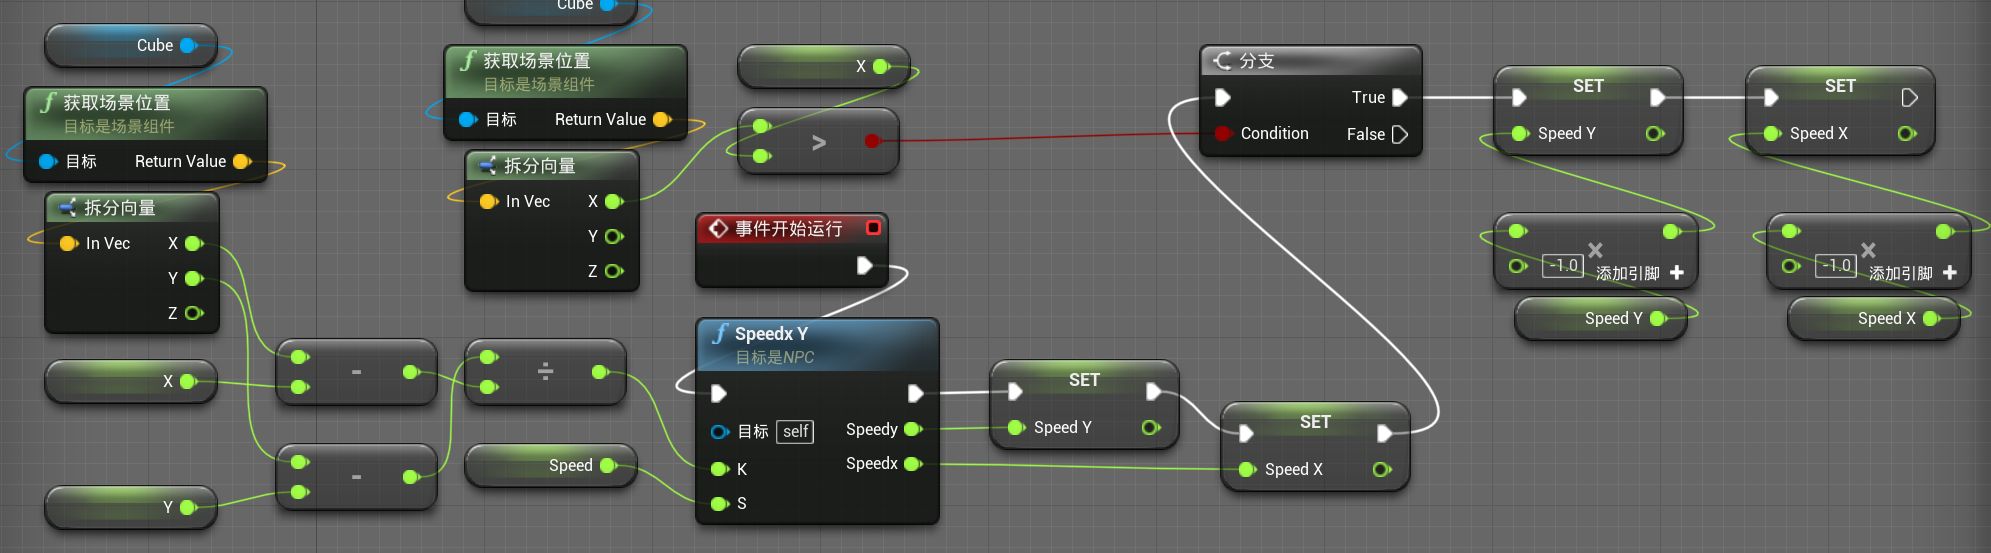 Cube
获取场景位置
目标是场景组件
目标 Return Value
拆分向量
In Vec X
Y
Z
X
-
Y
-
Cube
获取场景位置
目标是场景组件
目标 Return Value
拆分向量
In Vec X
Y
Z
÷
Speed
X
>
事件开始运行
Speedx Y
目标是NPC
目标 self Speedy
Speedx
K
S
SET
Speed Y
SET
Speed X
分支
True
Condition False
SET
Speed Y
SET
Speed X
×
-1.0 添加引脚 +
Speed Y
×
-1.0 添加引脚 +
Speed X